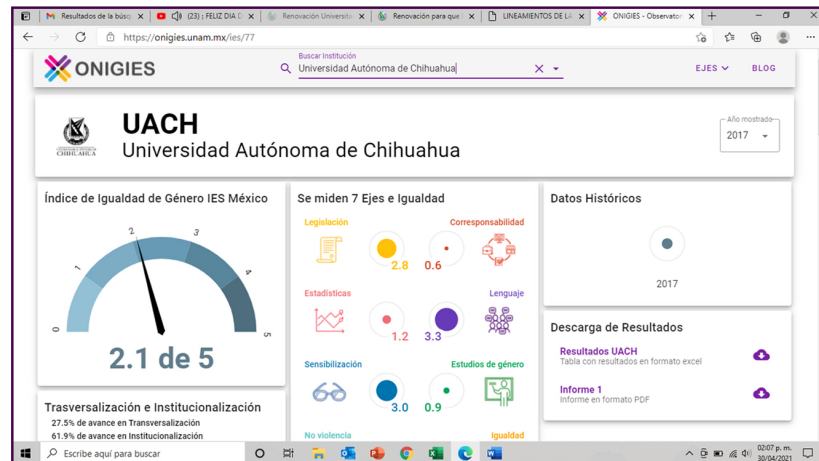 Resultados de la búsq
(23) ¡ FELIZ DIA D
Renovación Universit
Renovación para que
LINEAMIENTOS DE LA
ONIGIES - Observator
https://onigies.unam.mx/ies/77
ONIGIES
Buscar Institución
Universidad Autónoma de Chihuahua
EJES
BLOG
UACH
Universidad Autónoma de Chihuahua
CHIHUAHUA
Año mostrado
2017
Índice de Igualdad de Género IES México
0
1
2
3
4
5
2.1 de 5
Trasversalización e Institucionalización
27.5% de avance en Transversalización
61.9% de avance en Institucionalización
Se miden 7 Ejes e Igualdad
Legislación
Corresponsabilidad
2.8
0.6
Estadísticas
Lenguaje
1.2
3.3
Sensibilización
Estudios de género
3.0
0.9
No violencia
Igualdad
Datos Históricos
2017
Descarga de Resultados
Resultados UACH
Tabla con resultados en formato excel
Informe 1
Informe en formato PDF
Escribe aquí para buscar
02:07 p. m.
30/04/2021